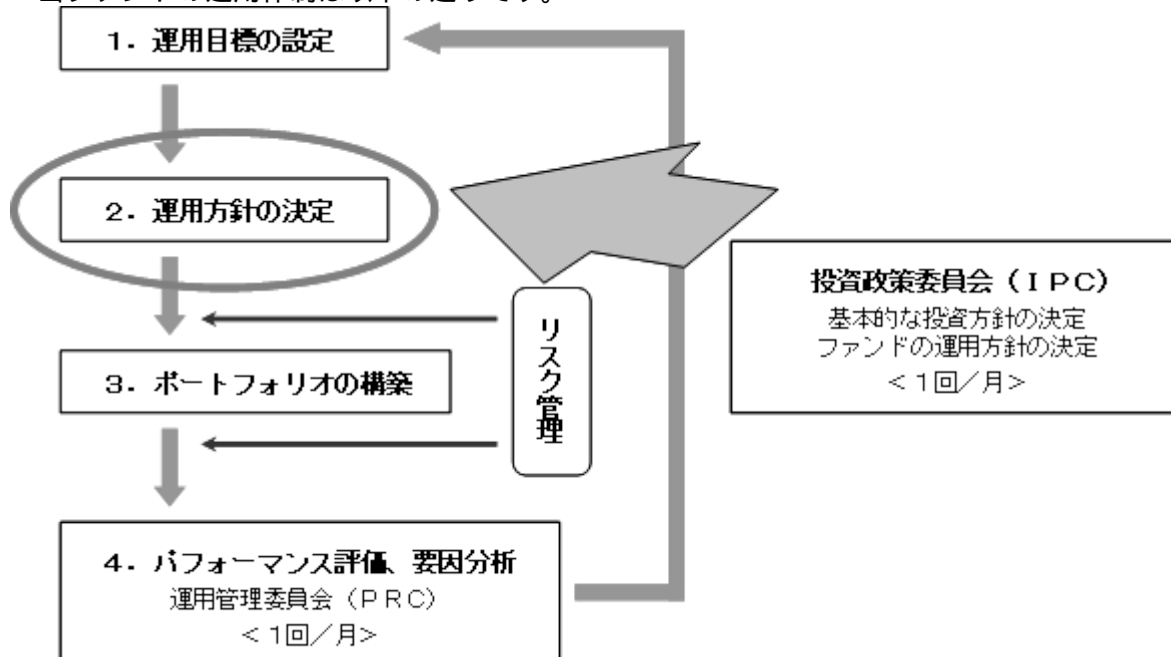 １．運用目標の設定
２．運用方針の決定
リスク管理
投資政策委員会（ＩＰＣ）
基本的な投資方針の決定
ファンドの運用方針の決定
＜１回／月＞
３．ポートフォリオの構築
４．パフォーマンス評価、要因分析
運用管理委員会（ＰＲＣ）
＜１回／月＞